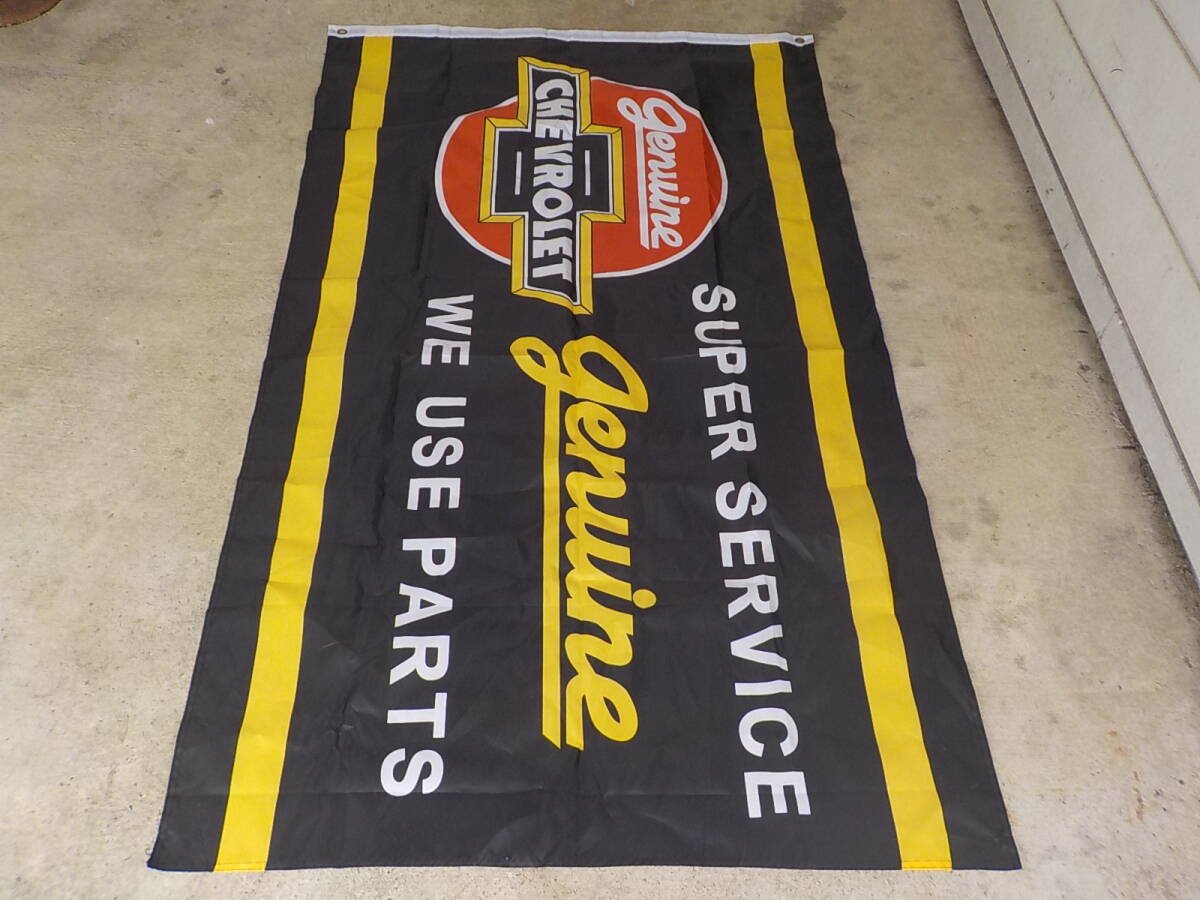 Genuine
CHEVROLET
SUPER SERVICE
Genuine
WE USE PARTS